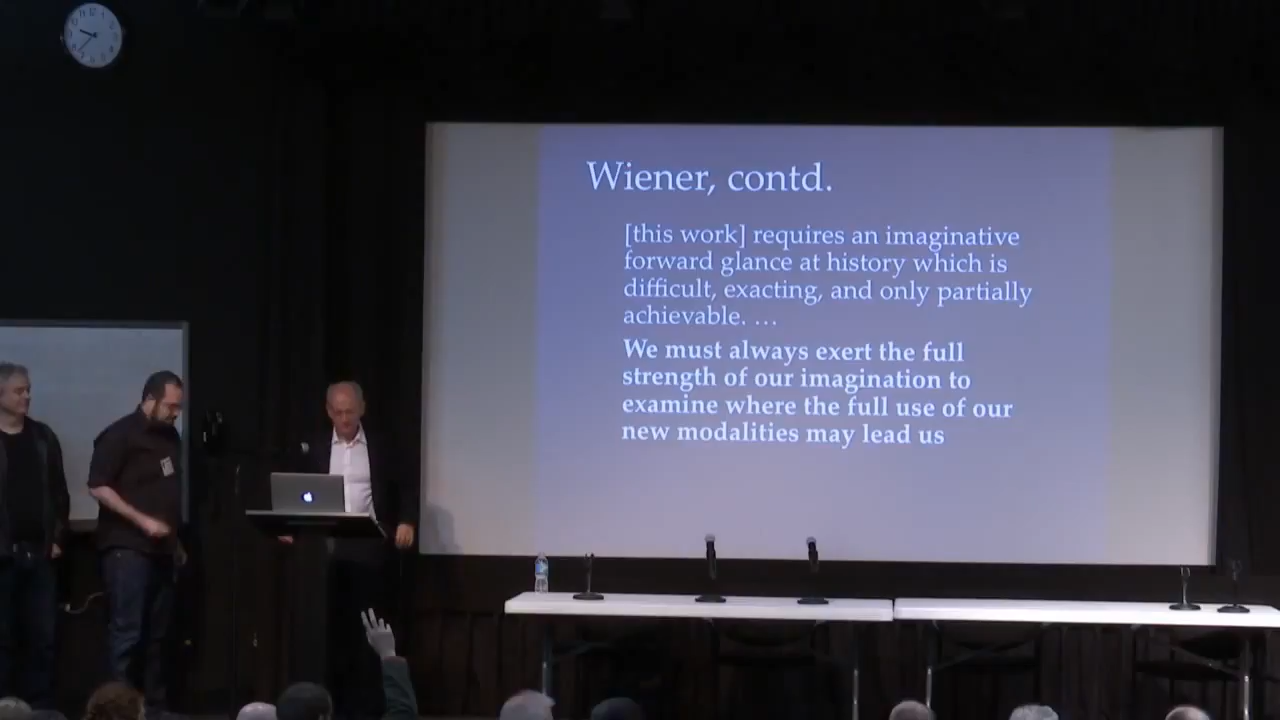 Wiener, contd.
[this work] requires an imaginative
forward glance at history which is
difficult, exacting, and only partially
achievable. …
We must always exert the full
strength of our imagination to
examine where the full use of our
new modalities may lead us